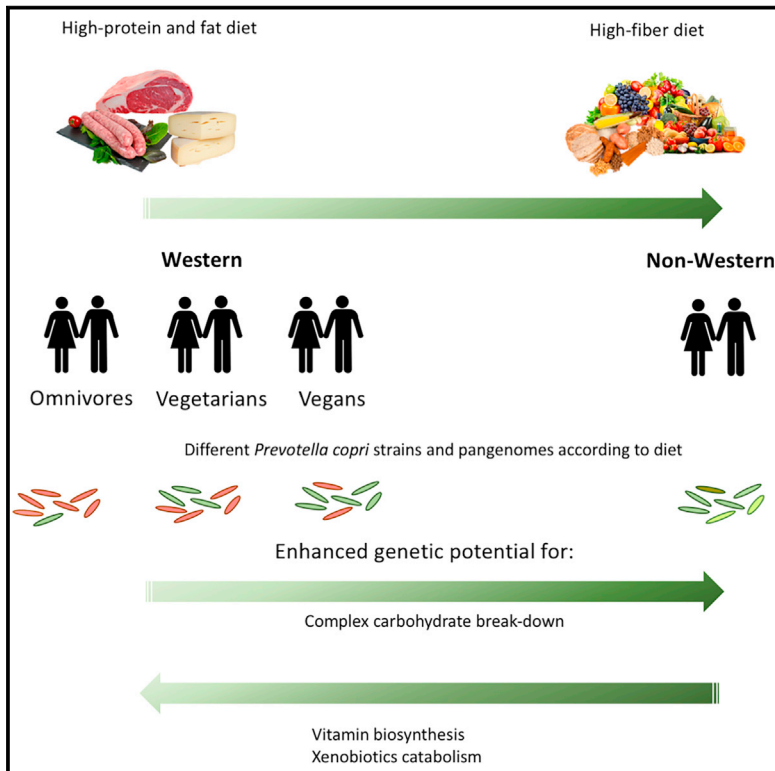 High-protein and fat diet
High-fiber diet
Western
Non-Western
Omnivores
Vegetarians
Vegans
Different Prevotella copri strains and pangenomes according to diet
Enhanced genetic potential for:
Complex carbohydrate break-down
Vitamin biosynthesis
Xenobiotics catabolism